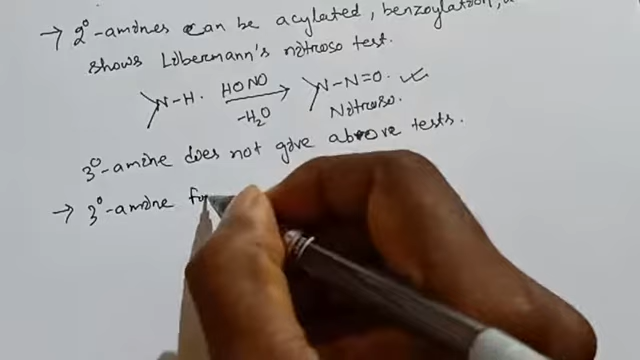 → 2°-amines can be acylated, benzoylation,
shows Libermann's nitroso test.
N-H. HONO -H₂O N-N=O. ✓
Nitroso.
3°-amine does not give above tests.
→ 3°-amine fo